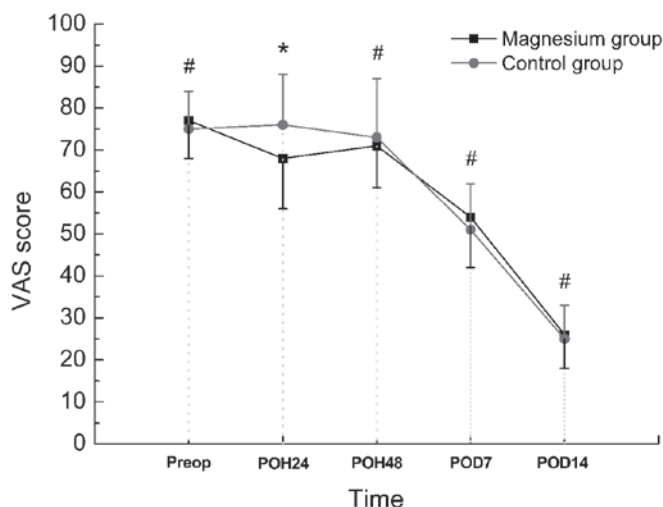 100
90
80
70
60
50
40
30
20
10
0
VAS score
Magnesium group
Control group
# * # # #
Preop POH24 POH48 POD7 POD14
Time